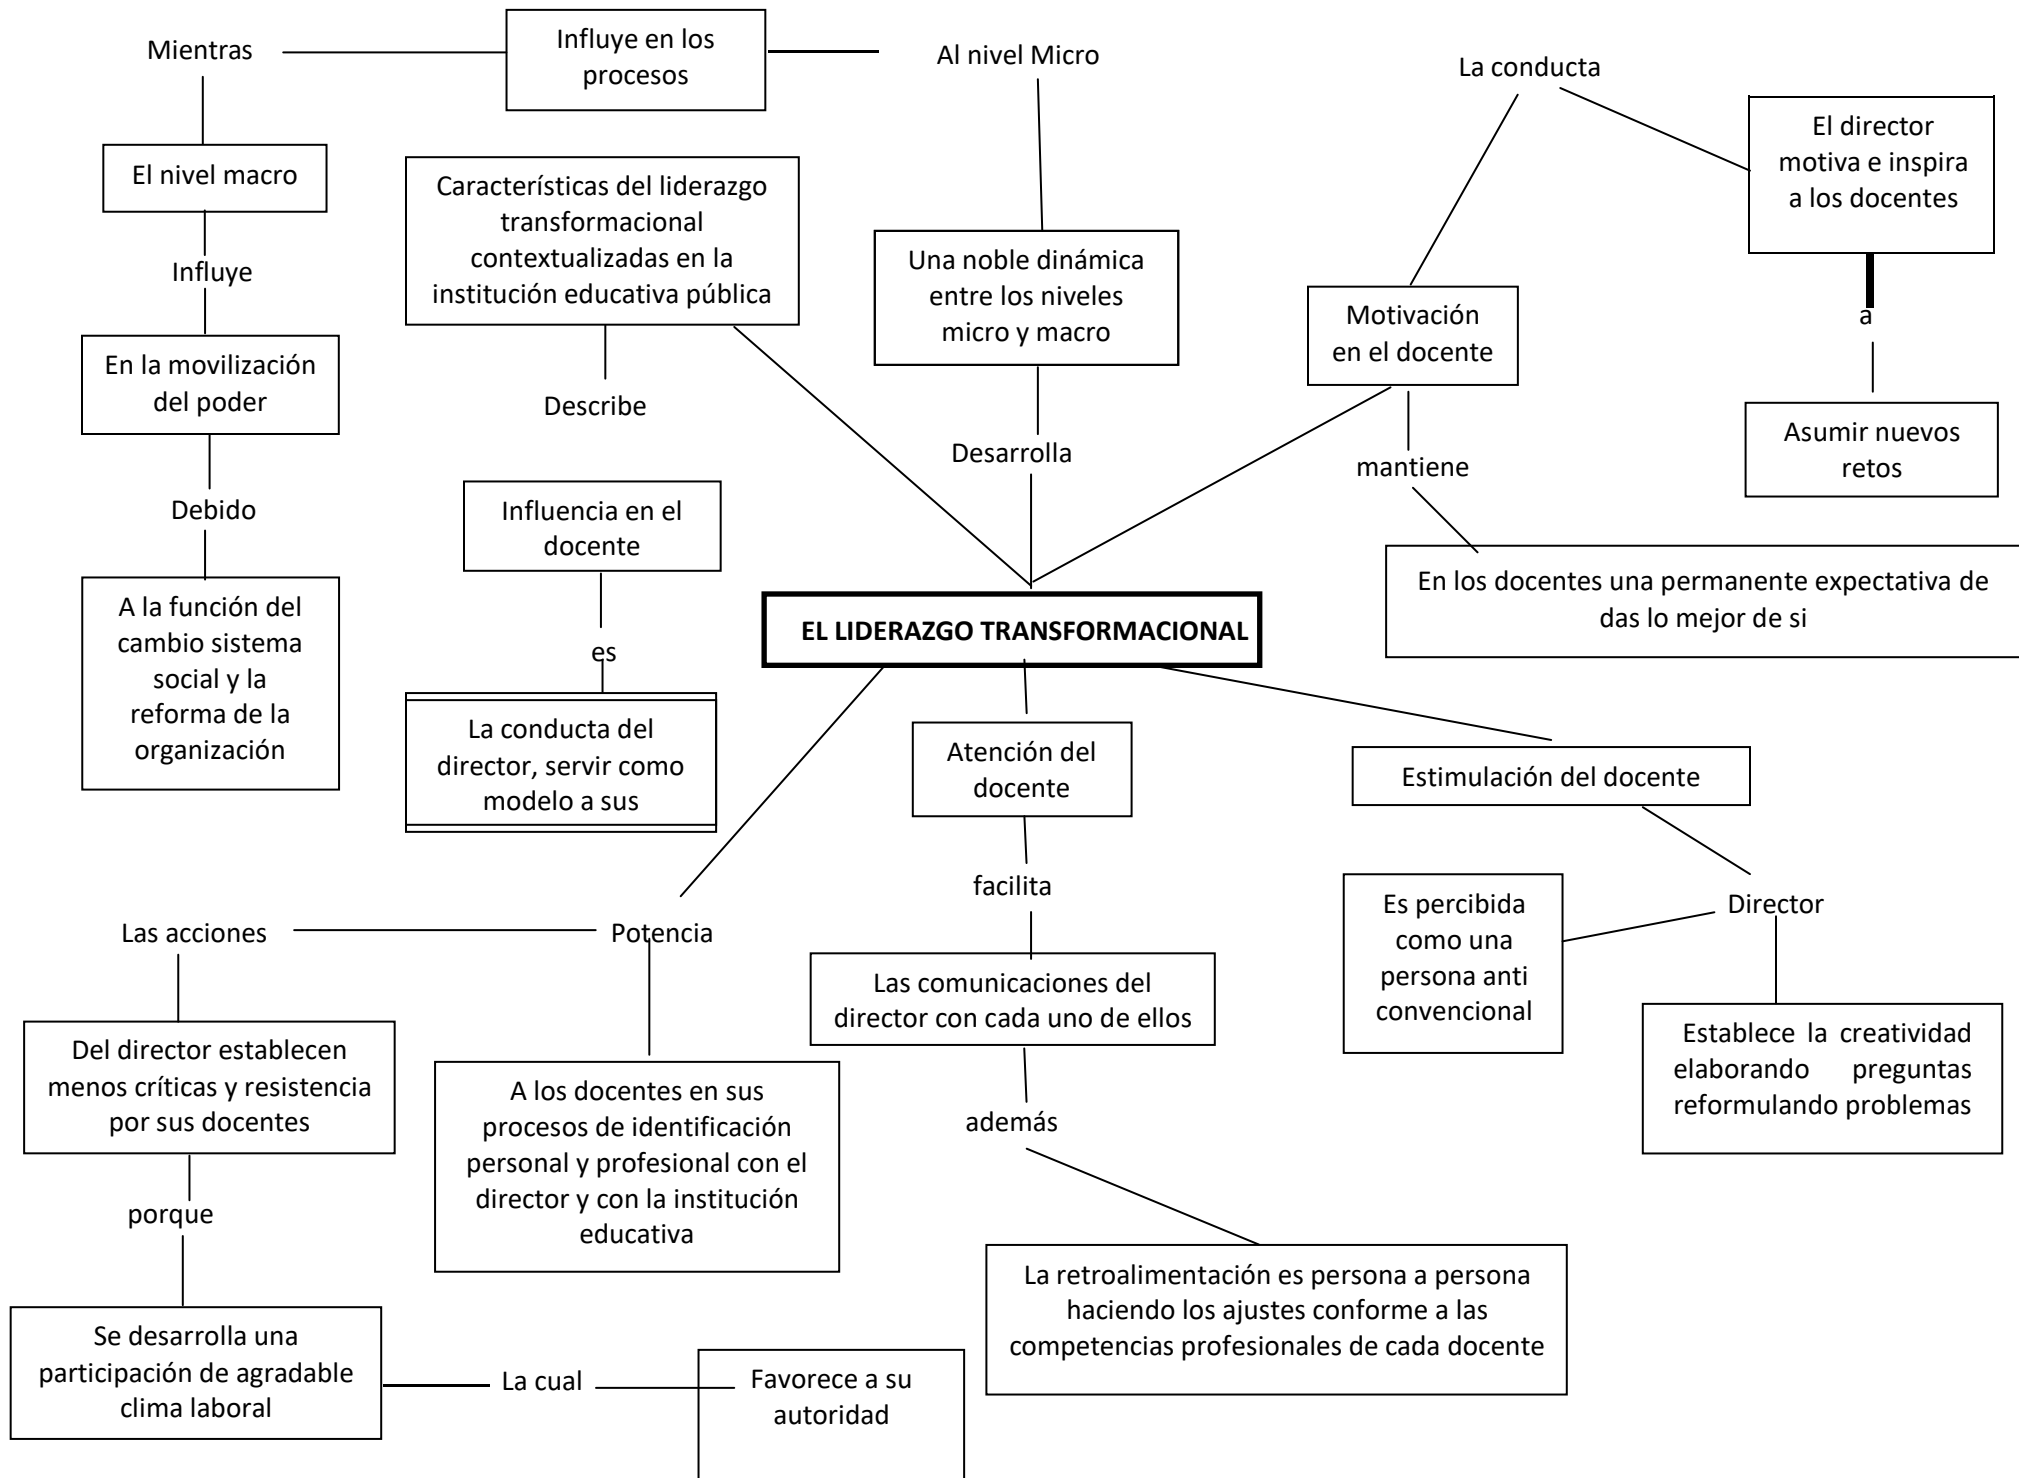 Mientras
Influye en los
procesos
Al nivel Micro
La conducta
El director
motiva e inspira
a los docentes
El nivel macro
Características del liderazgo
transformacional
contextualizadas en la
institución educativa pública
Una noble dinámica
entre los niveles
micro y macro
Influye
Motivación
en el docente
a
En la movilización
del poder
Describe
Desarrolla
mantiene
Asumir nuevos
retos
Debido
Influencia en el
docente
En los docentes una permanente expectativa de
das lo mejor de si
A la función del
cambio sistema
social y la
reforma de la
organización
es
EL LIDERAZGO TRANSFORMACIONAL
La conducta del
director, servir como
modelo a sus
Atención del
docente
Estimulación del docente
facilita
Es percibida
como una
persona anti
convencional
Director
Las acciones
Potencia
Las comunicaciones del
director con cada uno de ellos
Establece la creatividad
elaborando preguntas
reformulando problemas
Del director establecen
menos críticas y resistencia
por sus docentes
A los docentes en sus
procesos de identificación
personal y profesional con el
director y con la institución
educativa
además
porque
La retroalimentación es persona a persona
haciendo los ajustes conforme a las
competencias profesionales de cada docente
Se desarrolla una
participación de agradable
clima laboral
La cual
Favorece a su
autoridad